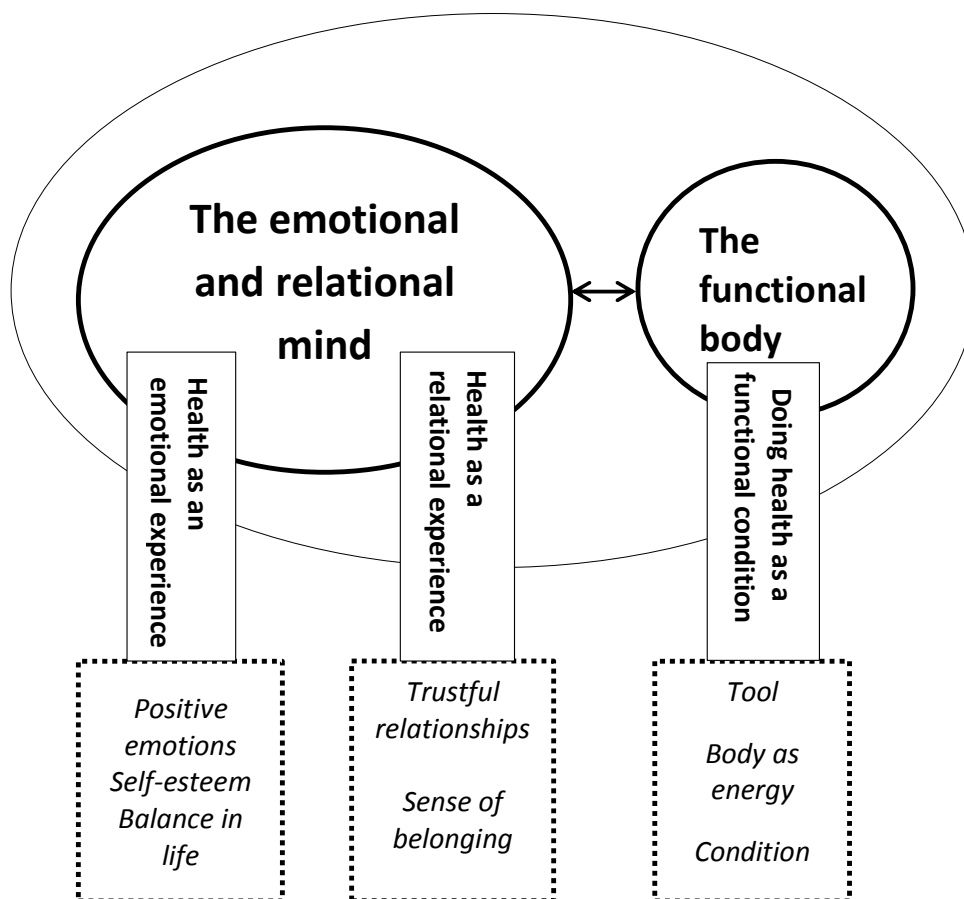 The emotional
and relational
mind
The
functional
body
Health as an
emotional experience
Health as a
relational experience
Doing health as a
functional condition
Positive
emotions
Self-esteem
Balance in
life
Trustful
relationships
Sense of
belonging
Tool
Body as
energy
Condition